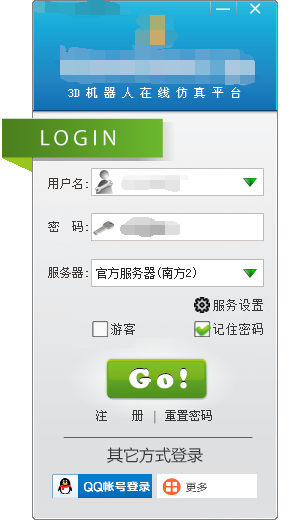 3D机器人在线仿真平台
LOGIN
用户名:
密 码:
服务器: 官方服务器(南方2)
服务设置
游客 记住密码
Go!
注 册 | 重置密码
其它方式登录
QQ帐号登录 更多